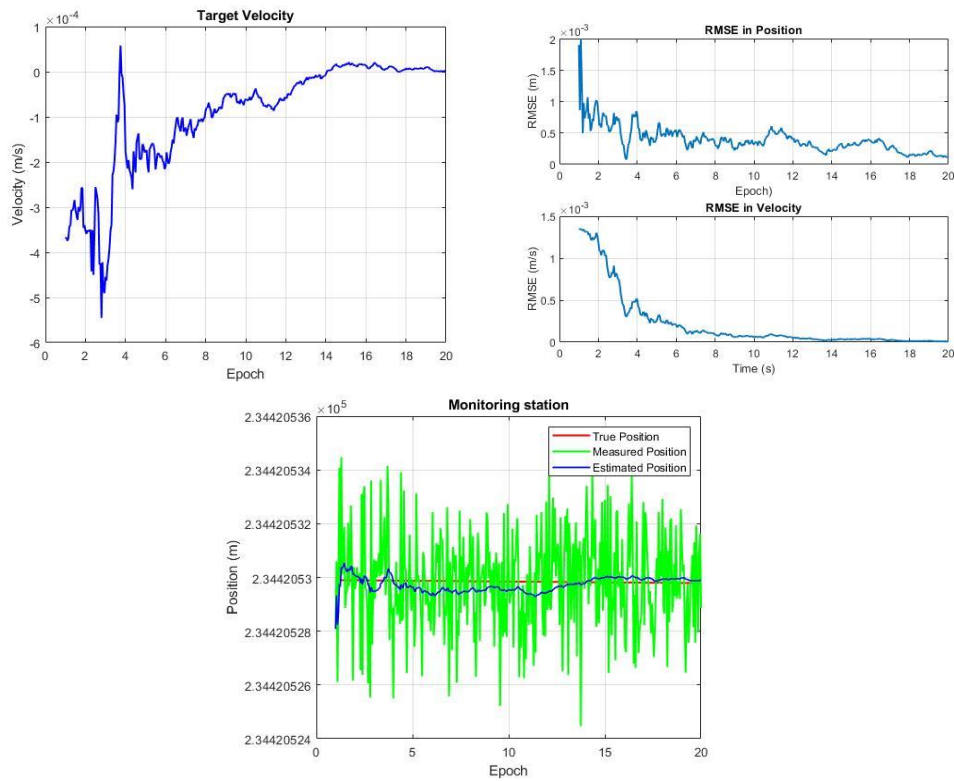 Target Velocity
×10⁻⁴
1
0
-1
-2
-3
-4
-5
-6
Velocity (m/s)
0 2 4 6 8 10 12 14 16 18 20
Epoch
RMSE in Position
×10⁻³
2
1.5
1
0.5
0
RMSE (m)
0 2 4 6 8 10 12 14 16 18 20
Epoch)
RMSE in Velocity
×10⁻³
1.5
1
0.5
0
RMSE (m/s)
0 2 4 6 8 10 12 14 16 18 20
Time (s)
Monitoring station
×10⁵
2.34420536
2.34420534
2.34420532
2.3442053
2.34420528
2.34420526
2.34420524
Position (m)
True Position
Measured Position
Estimated Position
0 5 10 15 20
Epoch